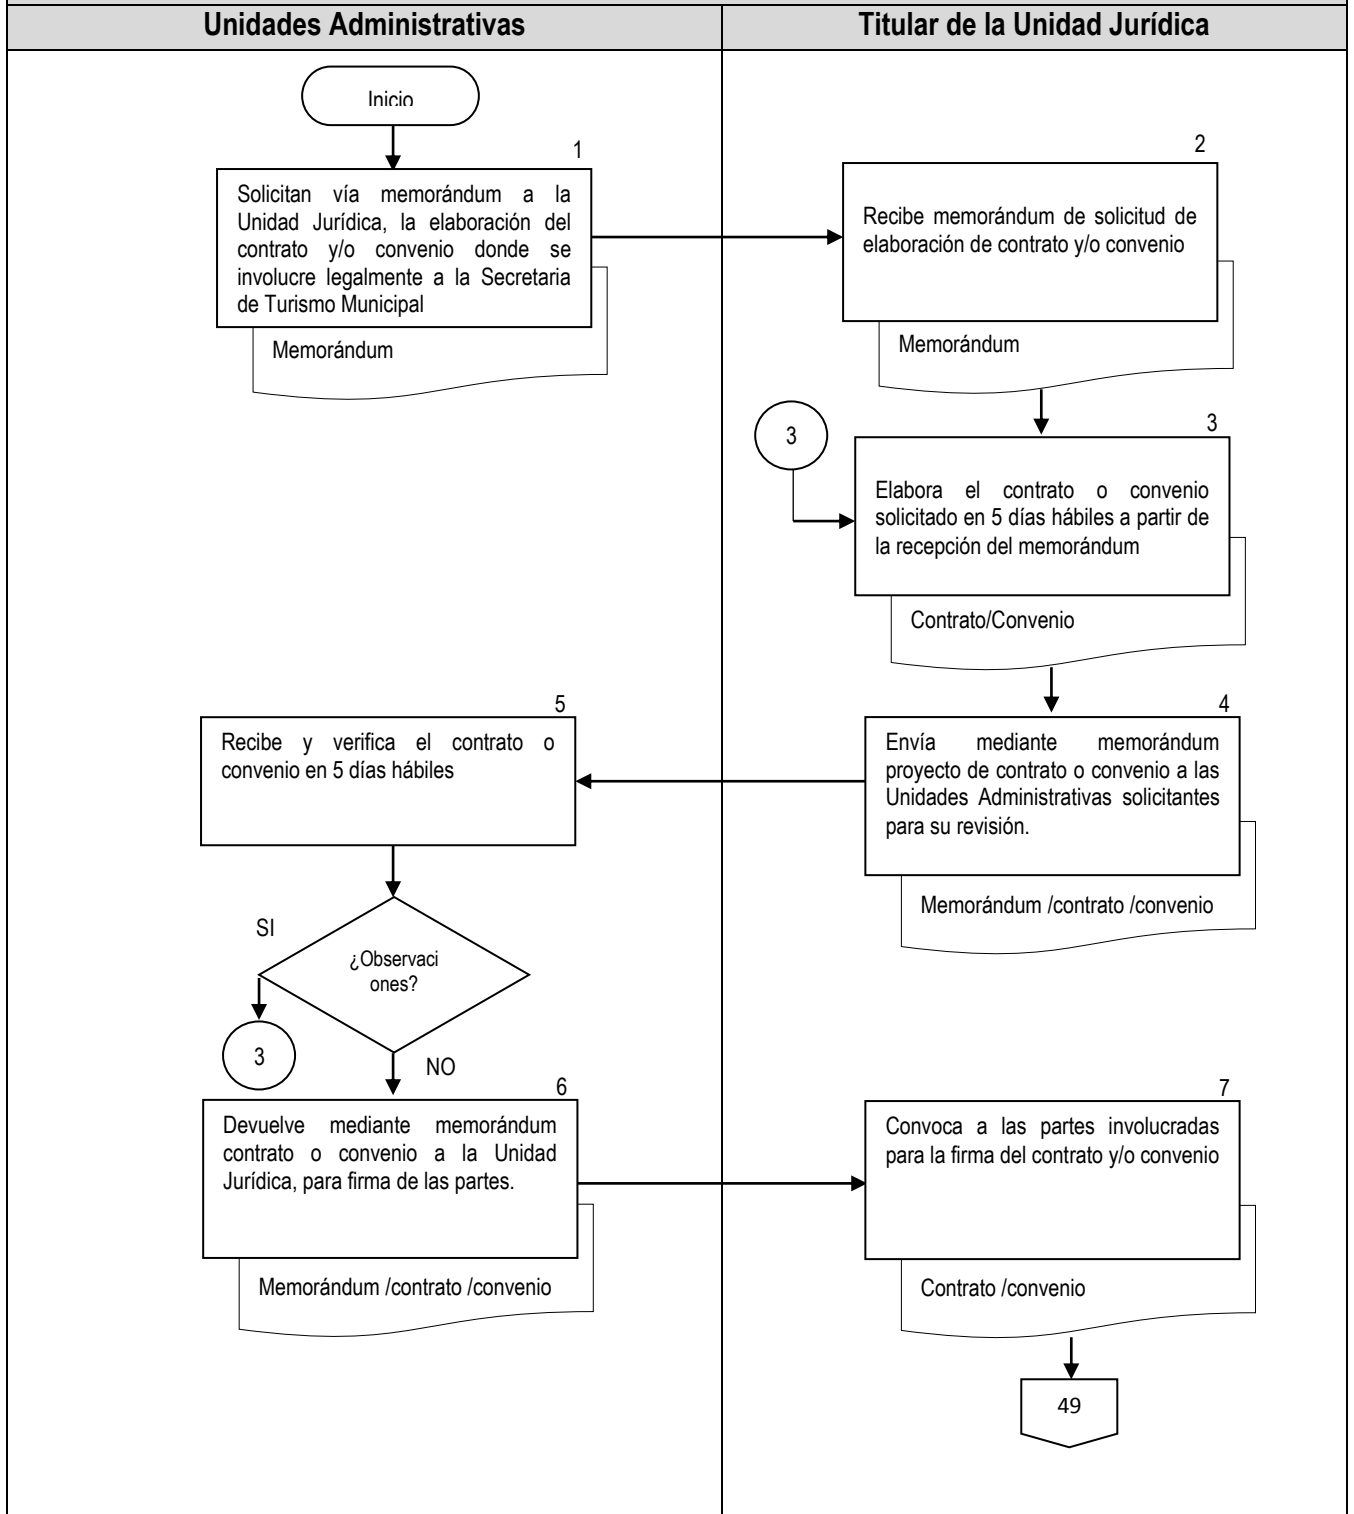 Unidades Administrativas
Titular de la Unidad Jurídica
Inicio
1
Solicitan vía memorándum a la
Unidad Jurídica, la elaboración del
contrato y/o convenio donde se
involucre legalmente a la Secretaria
de Turismo Municipal
Memorándum
2
Recibe memorándum de solicitud de
elaboración de contrato y/o convenio
Memorándum
3
3
Elabora el contrato o convenio
solicitado en 5 días hábiles a partir de
la recepción del memorándum
Contrato/Convenio
4
Envía mediante memorándum
proyecto de contrato o convenio a las
Unidades Administrativas solicitantes
para su revisión.
Memorándum /contrato /convenio
5
Recibe y verifica el contrato o
convenio en 5 días hábiles
SI
¿Observaci
ones?
3
NO
6
Devuelve mediante memorándum
contrato o convenio a la Unidad
Jurídica, para firma de las partes.
Memorándum /contrato /convenio
7
Convoca a las partes involucradas
para la firma del contrato y/o convenio
Contrato /convenio
49